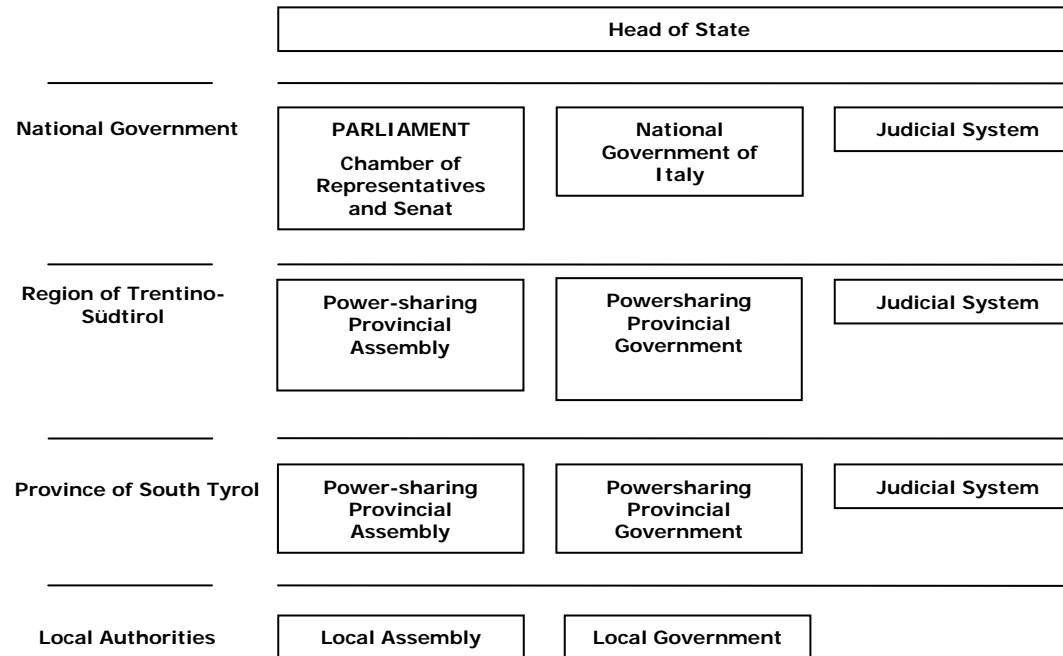 Head of State
National Government
PARLIAMENT
Chamber of
Representatives
and Senat
National
Government of
Italy
Judicial System
Region of Trentino-
Südtirol
Power-sharing
Provincial
Assembly
Powersharing
Provincial
Government
Judicial System
Province of South Tyrol
Power-sharing
Provincial
Assembly
Powersharing
Provincial
Government
Judicial System
Local Authorities
Local Assembly
Local Government